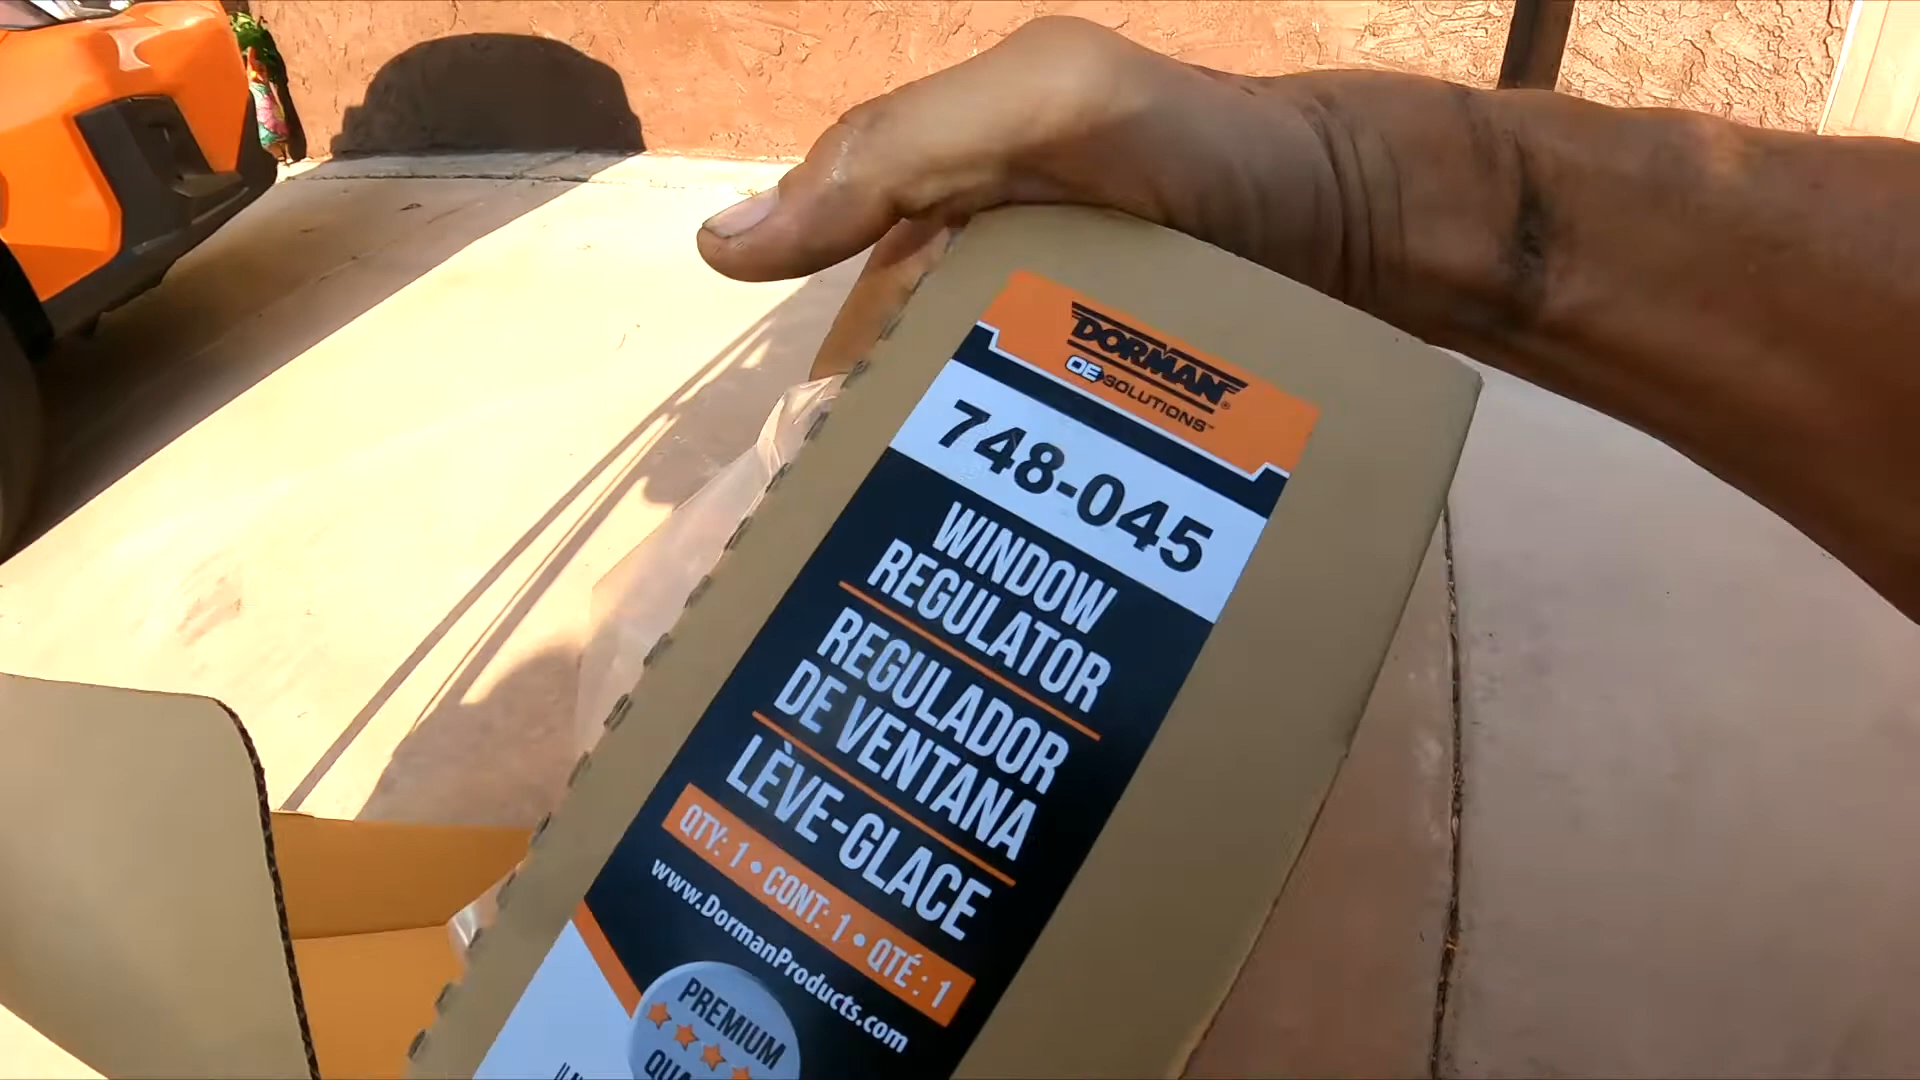 DORMAN®
OE SOLUTIONS™
748-045
WINDOW
REGULATOR
REGULADOR
DE VENTANA
LÈVE-GLACE
QTY: 1 • CONT: 1 • QTÉ: 1
www.DormanProducts.com
PREMIUM